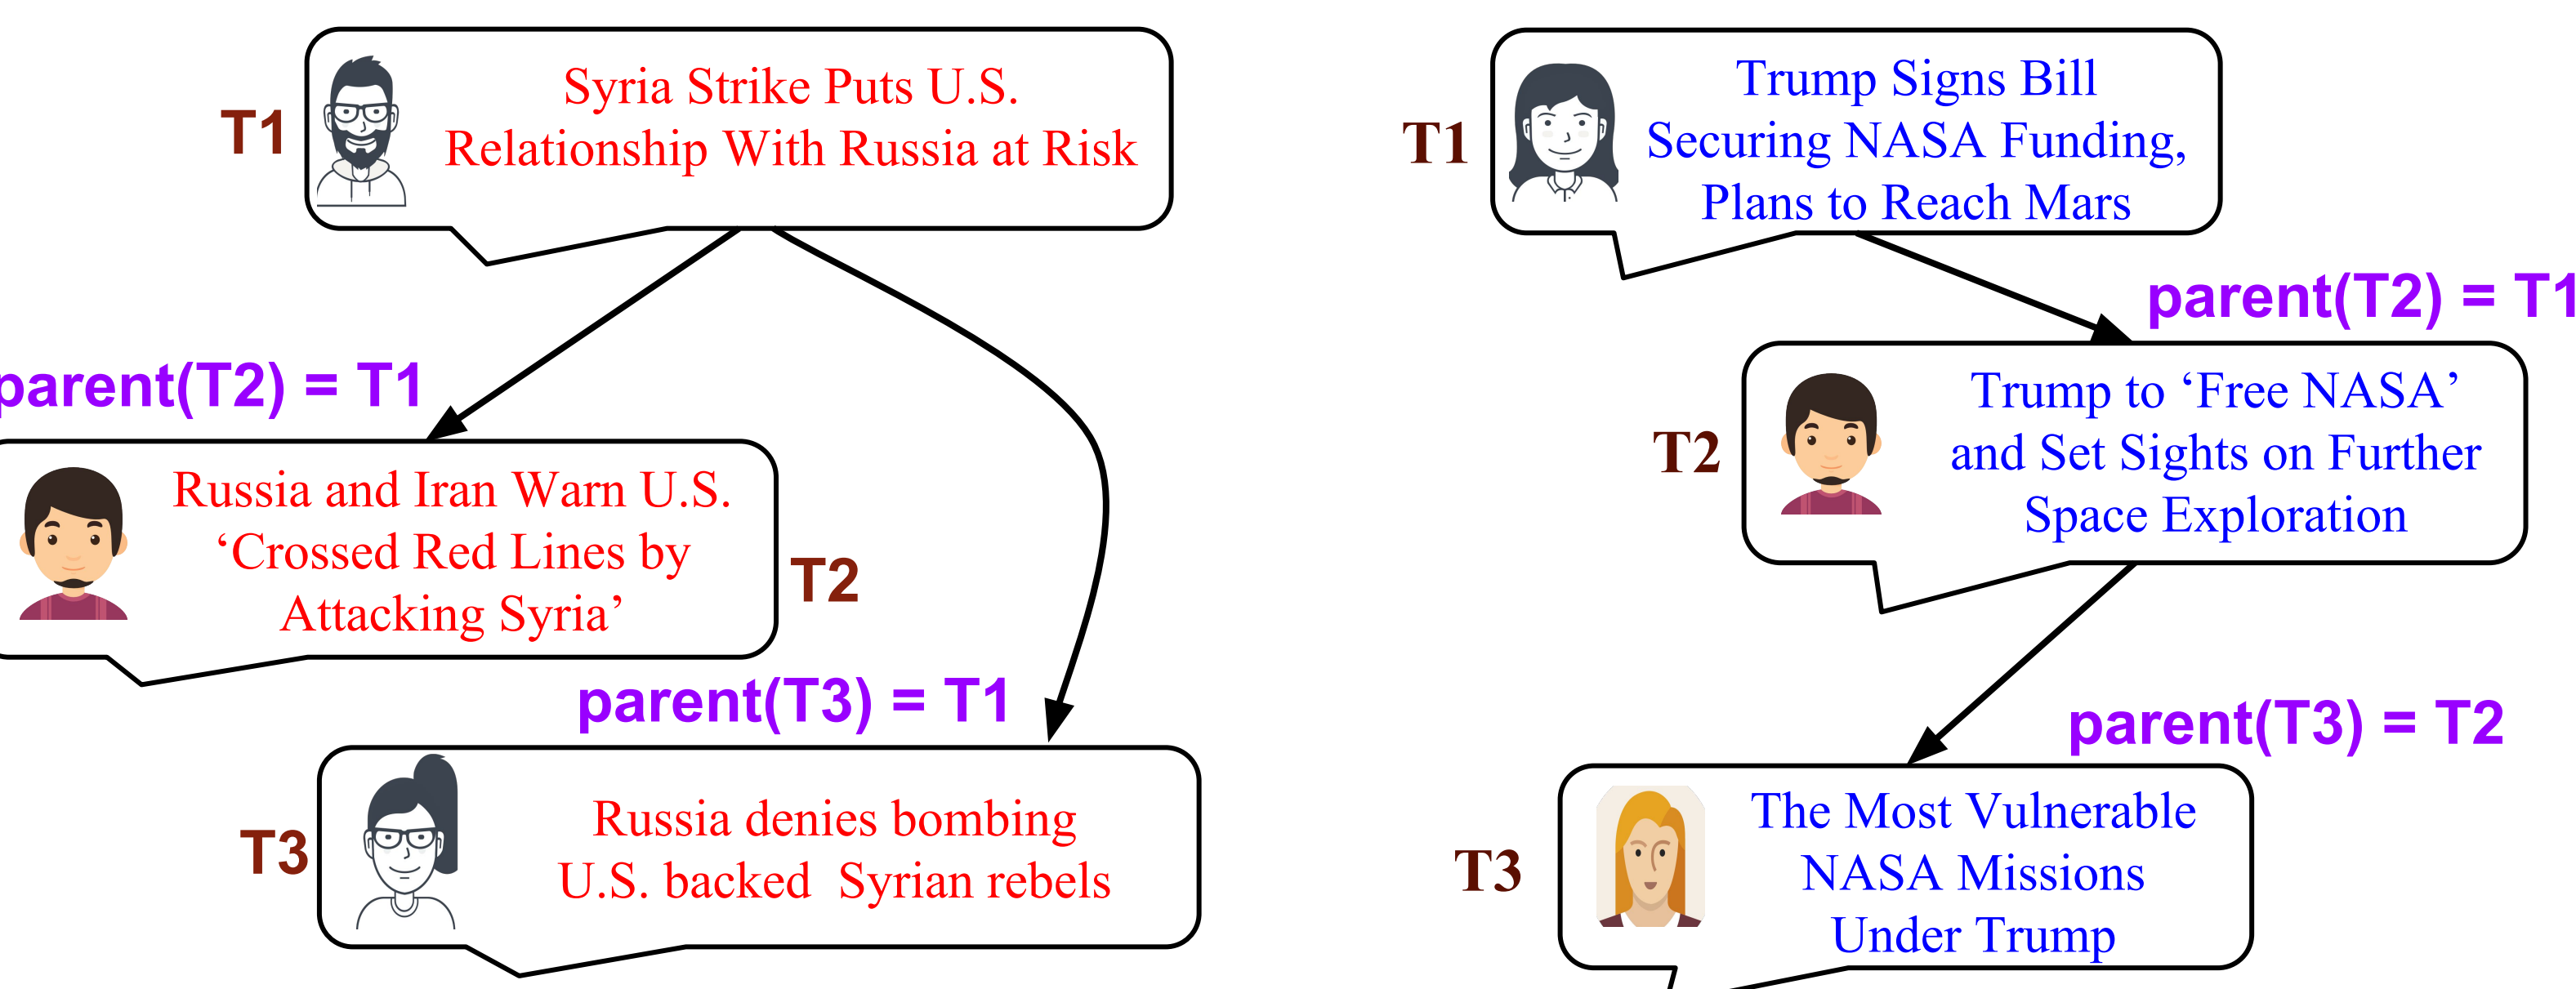 T1
Syria Strike Puts U.S.
Relationship With Russia at Risk
parent(T2) = T1
Russia and Iran Warn U.S.
‘Crossed Red Lines by
Attacking Syria’
T2
parent(T3) = T1
T3
Russia denies bombing
U.S. backed Syrian rebels
T1
Trump Signs Bill
Securing NASA Funding,
Plans to Reach Mars
parent(T2) = T1
T2
Trump to ‘Free NASA’
and Set Sights on Further
Space Exploration
parent(T3) = T2
T3
The Most Vulnerable
NASA Missions
Under Trump